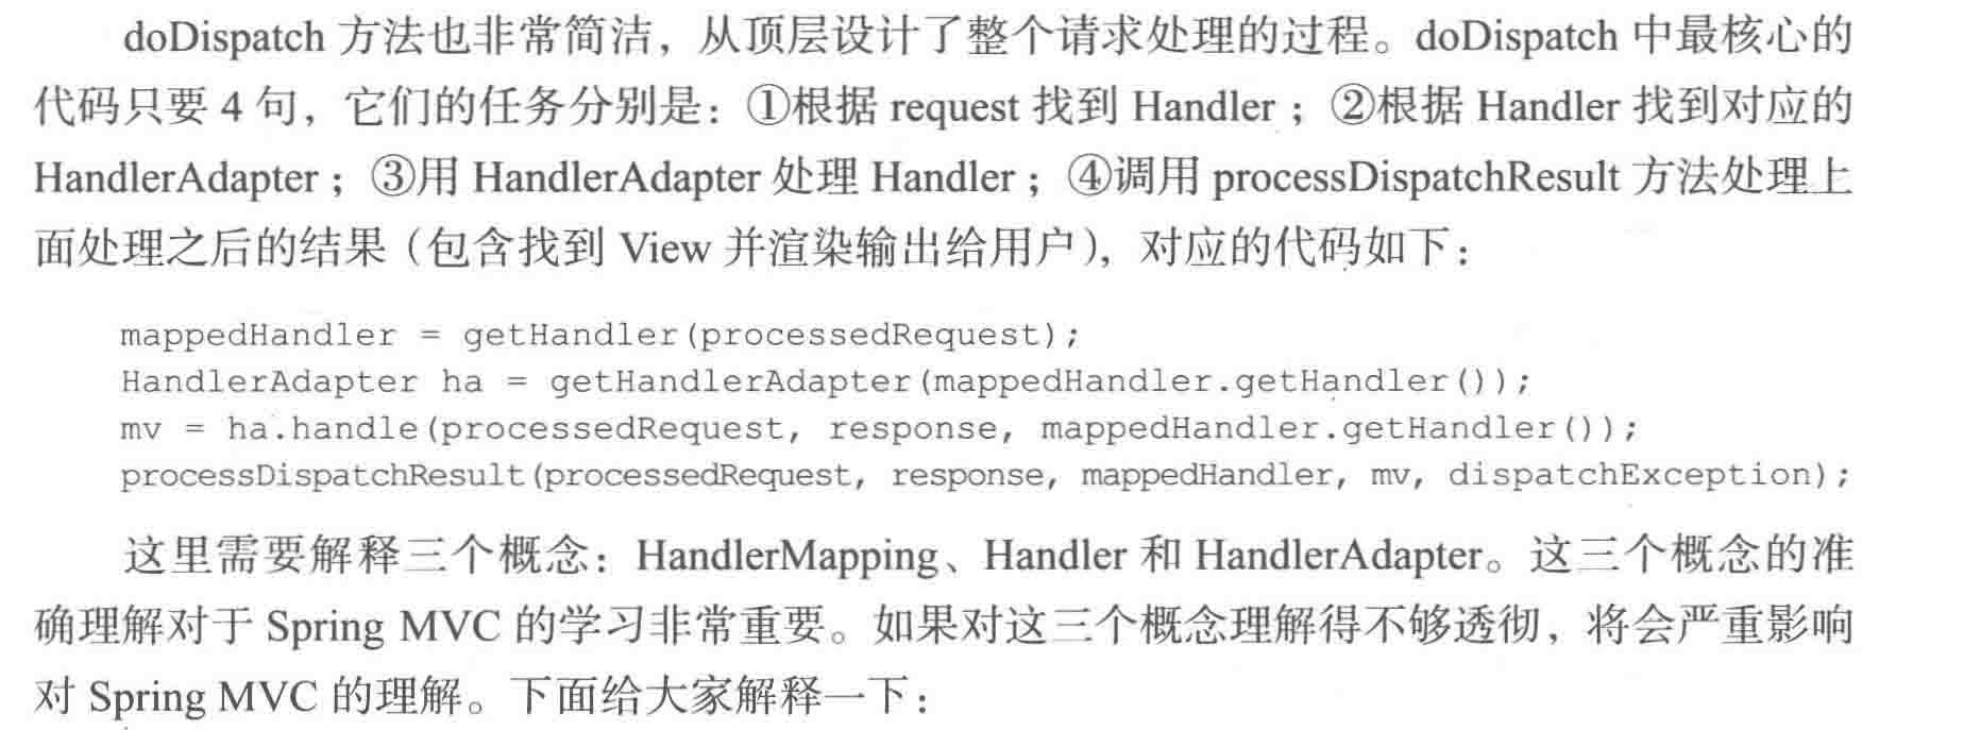 doDispatch 方法也非常简洁，从顶层设计了整个请求处理的过程。doDispatch 中最核心的
代码只要 4 句，它们的任务分别是：①根据 request 找到 Handler；②根据 Handler 找到对应的
HandlerAdapter；③用 HandlerAdapter 处理 Handler；④调用 processDispatchResult 方法处理上
面处理之后的结果（包含找到 View 并渲染输出给用户），对应的代码如下：
mappedHandler = getHandler(processedRequest);
HandlerAdapter ha = getHandlerAdapter(mappedHandler.getHandler());
mv = ha.handle(processedRequest, response, mappedHandler.getHandler());
processDispatchResult(processedRequest, response, mappedHandler, mv, dispatchException);
这里需要解释三个概念：HandlerMapping、Handler 和 HandlerAdapter。这三个概念的准
确理解对于 Spring MVC 的学习非常重要。如果对这三个概念理解得不够透彻，将会严重影响
对 Spring MVC 的理解。下面给大家解释一下：